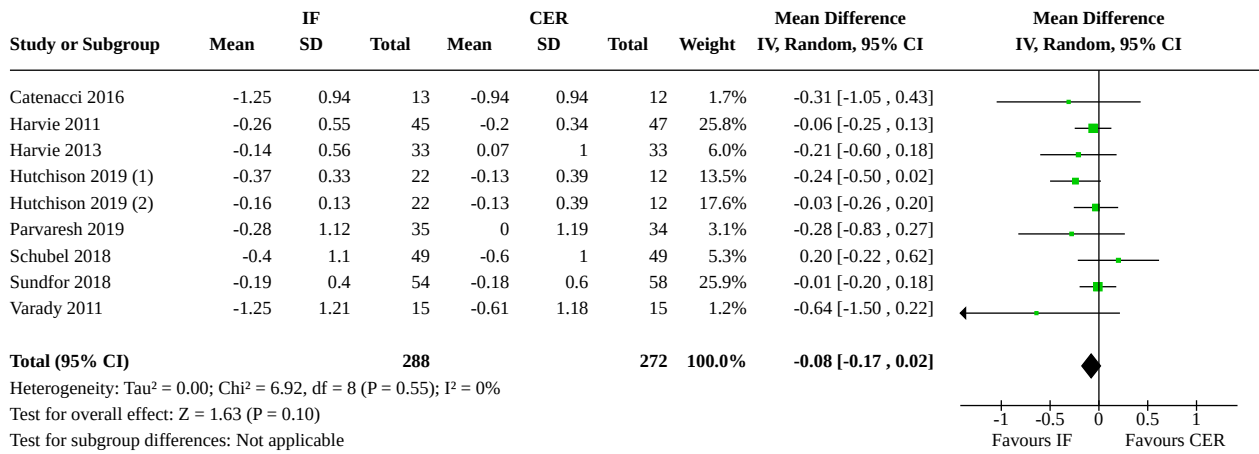 IF CER Mean Difference Mean Difference
Study or Subgroup Mean SD Total Mean SD Total Weight IV, Random, 95% CI IV, Random, 95% CI
Catenacci 2016 -1.25 0.94 13 -0.94 0.94 12 1.7% -0.31 [-1.05 , 0.43]
Harvie 2011 -0.26 0.55 45 -0.2 0.34 47 25.8% -0.06 [-0.25 , 0.13]
Harvie 2013 -0.14 0.56 33 0.07 1 33 6.0% -0.21 [-0.60 , 0.18]
Hutchison 2019 (1) -0.37 0.33 22 -0.13 0.39 12 13.5% -0.24 [-0.50 , 0.02]
Hutchison 2019 (2) -0.16 0.13 22 -0.13 0.39 12 17.6% -0.03 [-0.26 , 0.20]
Parvaresh 2019 -0.28 1.12 35 0 1.19 34 3.1% -0.28 [-0.83 , 0.27]
Schubel 2018 -0.4 1.1 49 -0.6 1 49 5.3% 0.20 [-0.22 , 0.62]
Sundfor 2018 -0.19 0.4 54 -0.18 0.6 58 25.9% -0.01 [-0.20 , 0.18]
Varady 2011 -1.25 1.21 15 -0.61 1.18 15 1.2% -0.64 [-1.50 , 0.22]
Total (95% CI) 288 272 100.0% -0.08 [-0.17 , 0.02]
Heterogeneity: Tau² = 0.00; Chi² = 6.92, df = 8 (P = 0.55); I² = 0%
Test for overall effect: Z = 1.63 (P = 0.10)
Test for subgroup differences: Not applicable
-1 -0.5 0 0.5 1
Favours IF Favours CER